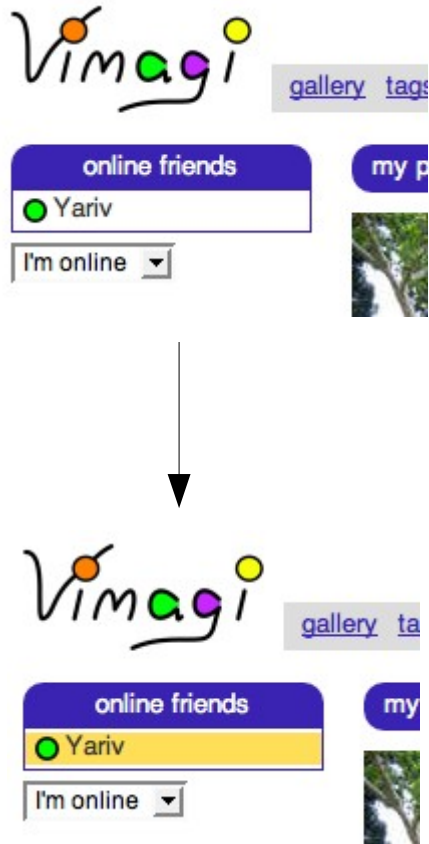 Vimagi
gallery tags
online friends
my p
Yariv
I'm online
Vimagi
gallery ta
online friends
my
Yariv
I'm online